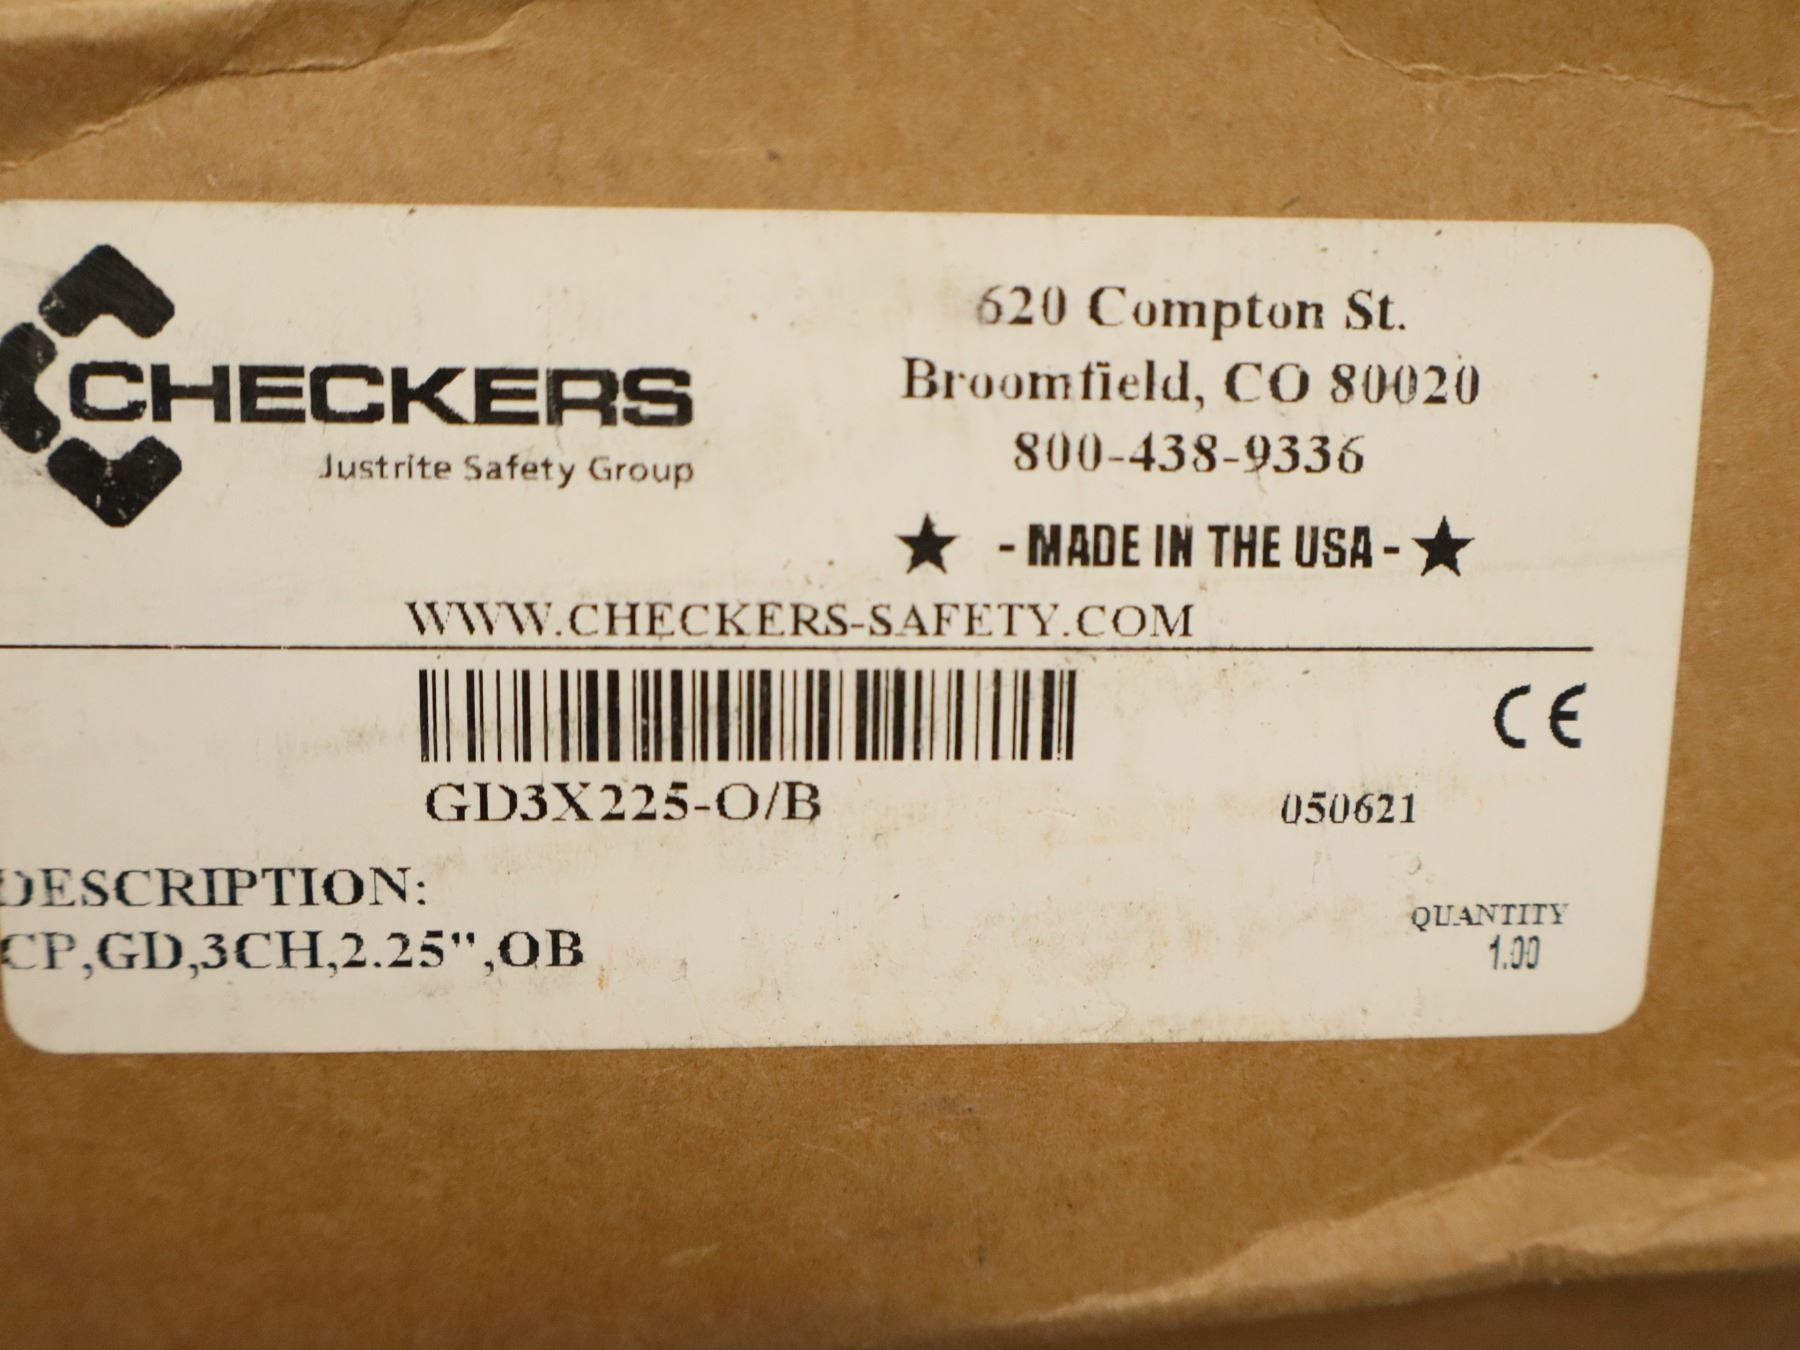 CHECKERS
Justrite Safety Group
620 Compton St.
Broomfield, CO 80020
800-438-9336
★ - MADE IN THE USA - ★
WWW.CHECKERS-SAFETY.COM
CE
GD3X225-O/B
050621
DESCRIPTION:
CP,GD,3CH,2.25",OB
QUANTITY
1.00